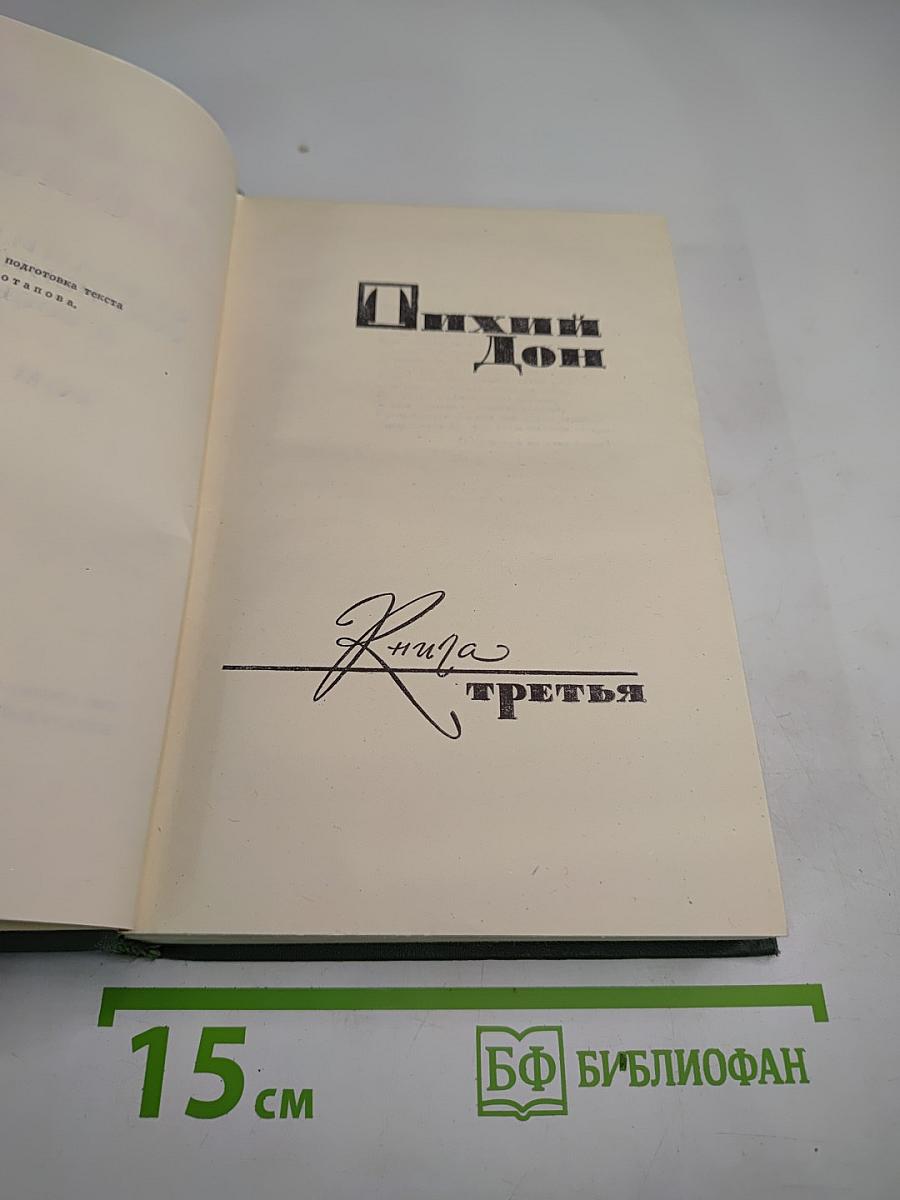 подготовка текста
отапова.
Тихий
Дон
Книга
третья
15 см
БФ БИБЛИОФАН